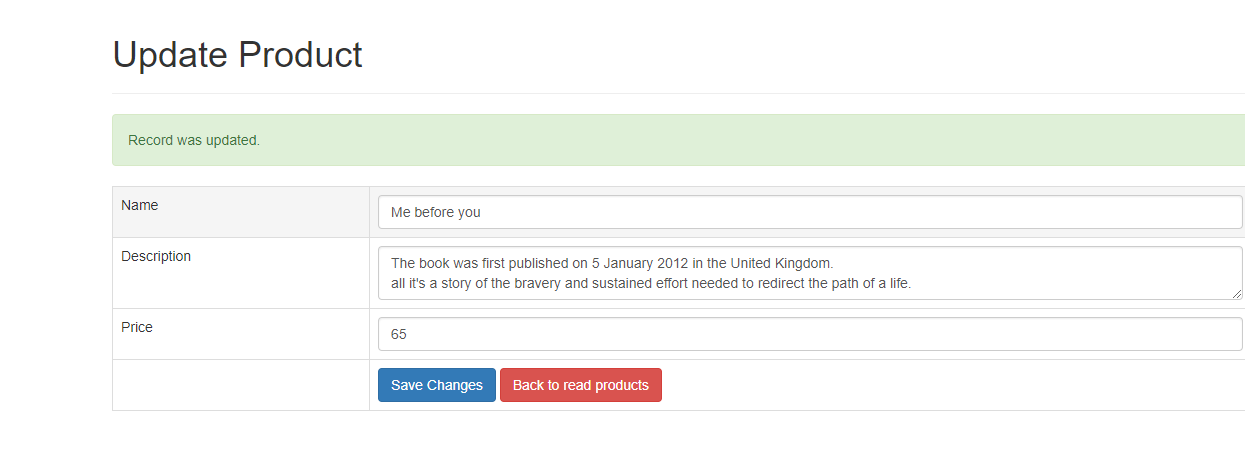 Update Product
Record was updated.
Name
Me before you
Description
The book was first published on 5 January 2012 in the United Kingdom.
all it's a story of the bravery and sustained effort needed to redirect the path of a life.
Price
65
Save Changes
Back to read products